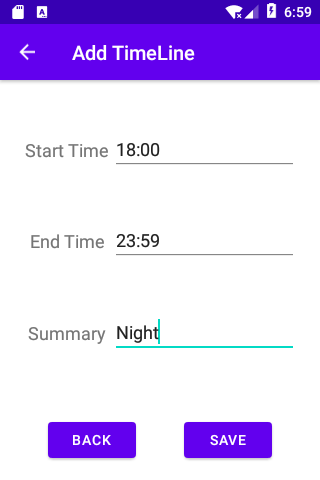 6:59
Add TimeLine
Start Time 18:00
End Time 23:59
Summary Night
BACK SAVE